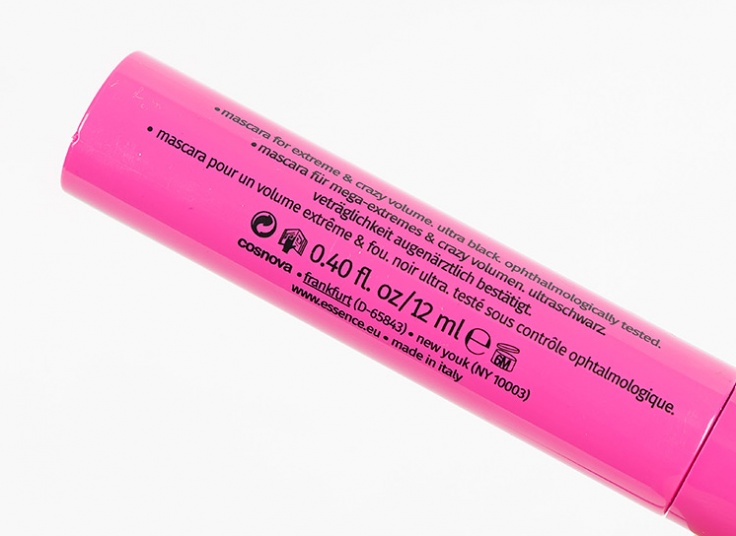 • mascara for extreme & crazy volume. ultra black. ophthalmologically tested.
• mascara für mega-extremes & crazy volumen. ultraschwarz.
veträglichkeit augenärztlich bestätigt.
• mascara pour un volume extrême & fou. noir ultra. testé sous contrôle ophtalmologique.
0.40 fl. oz/12 ml ℮ 6M
cosnova • frankfurt (D-65843) • new youk (NY 10003)
www.essence.eu • made in italy